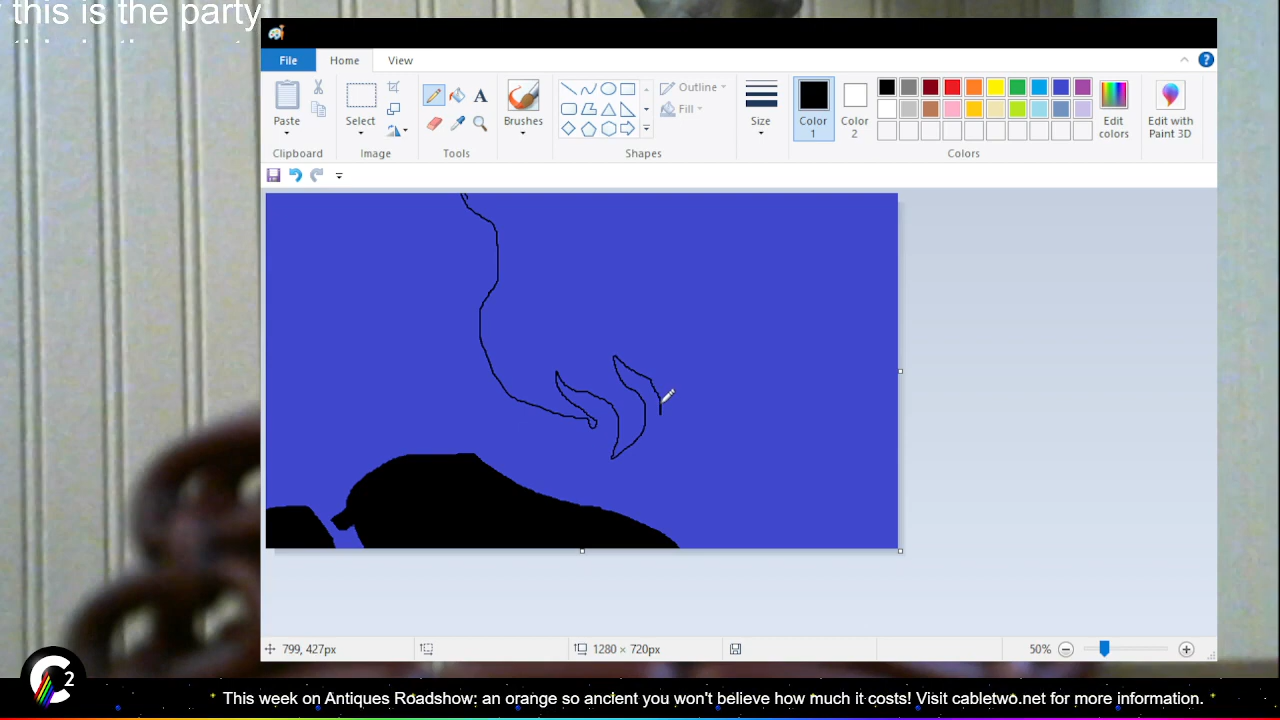 this is the party
File Home View
Paste
Select
Brushes
Outline
Fill
Size
Color 1
Color 2
Edit colors
Edit with Paint 3D
Clipboard
Image
Tools
Shapes
Colors
799, 427px
1280 × 720px
50%
C2
This week on Antiques Roadshow: an orange so ancient you won't believe how much it costs! Visit cabletwo.net for more information.